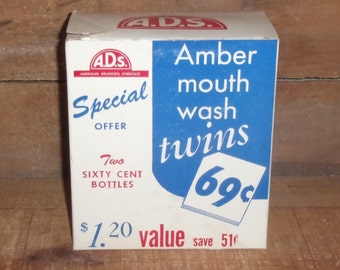 A.D.S.
AMERICAN DRUGGISTS SYNDICATE
Special
OFFER
Two
SIXTY CENT
BOTTLES
Amber
mouth
wash
twins
69¢
$1.20 value save 51¢